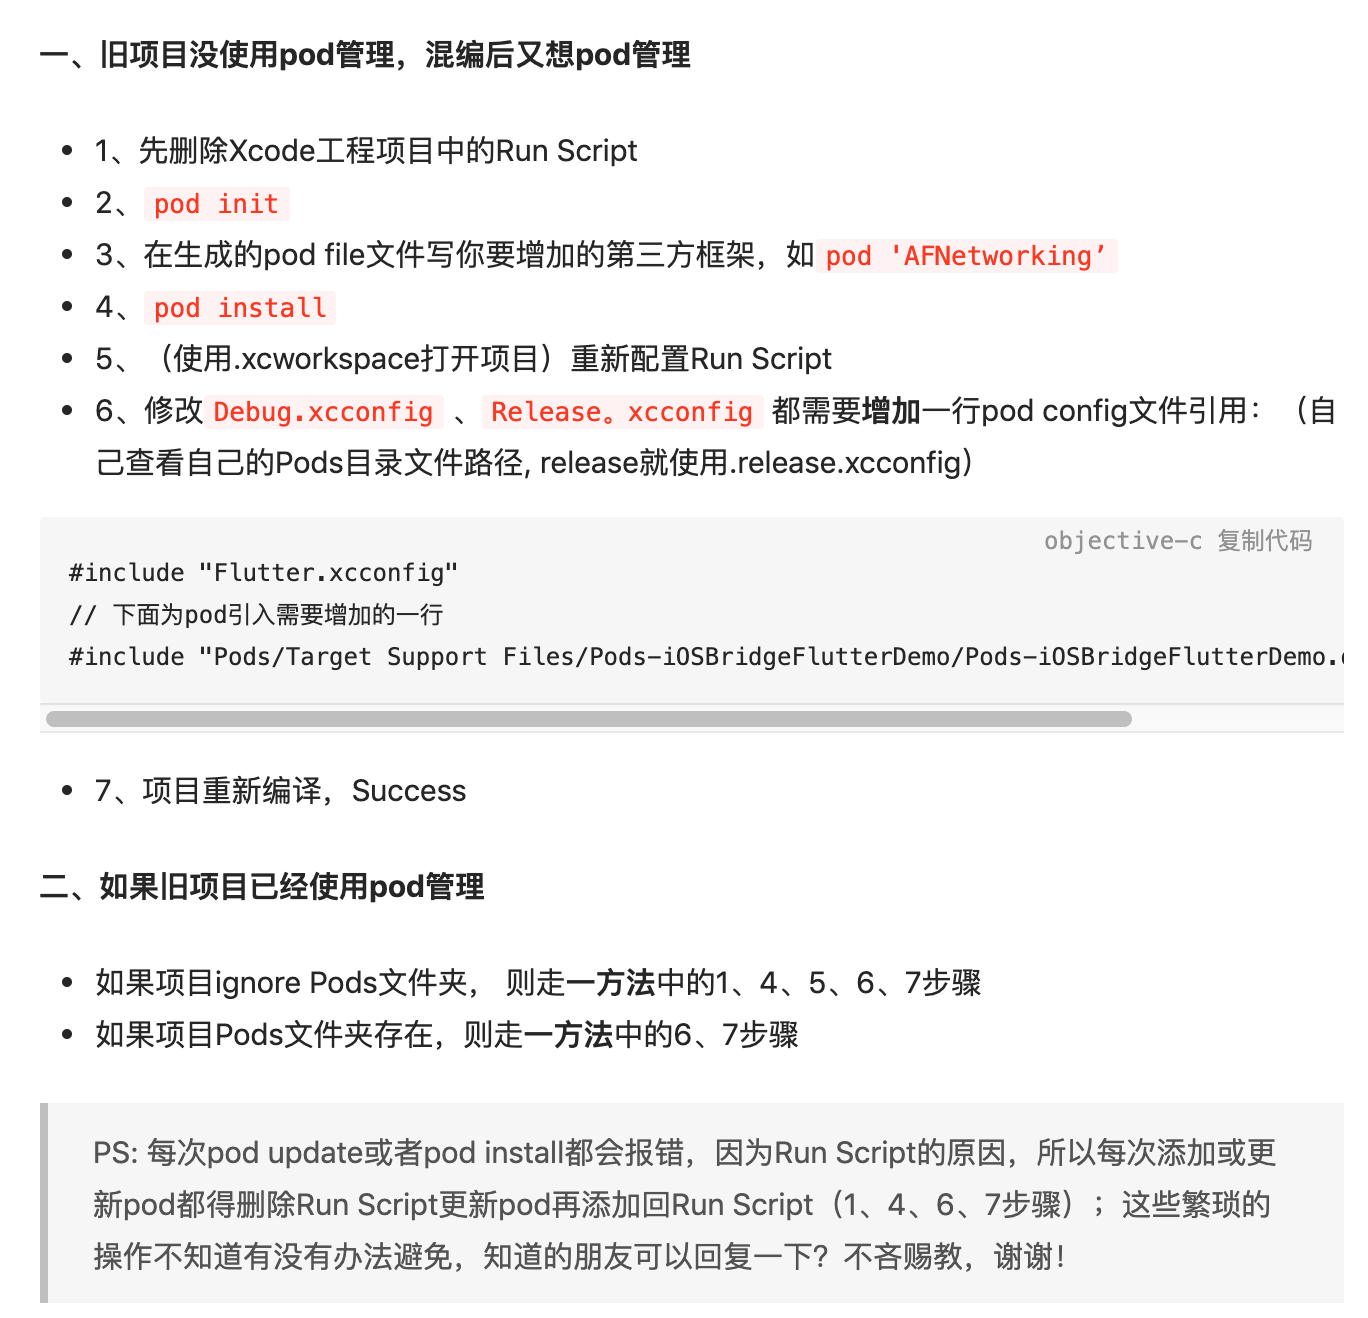 一、旧项目没使用pod管理，混编后又想pod管理
• 1、先删除Xcode工程项目中的Run Script
• 2、pod init
• 3、在生成的pod file文件写你要增加的第三方框架，如pod 'AFNetworking’
• 4、pod install
• 5、（使用.xcworkspace打开项目）重新配置Run Script
• 6、修改Debug.xcconfig 、Release。xcconfig 都需要增加一行pod config文件引用： （自
己查看自己的Pods目录文件路径, release就使用.release.xcconfig）
objective-c 复制代码
#include "Flutter.xcconfig"
// 下面为pod引入需要增加的一行
#include "Pods/Target Support Files/Pods-iOSBridgeFlutterDemo/Pods-iOSBridgeFlutterDemo.
• 7、项目重新编译，Success
二、如果旧项目已经使用pod管理
• 如果项目ignore Pods文件夹， 则走一方法中的1、4、5、6、7步骤
• 如果项目Pods文件夹存在，则走一方法中的6、7步骤
PS: 每次pod update或者pod install都会报错，因为Run Script的原因，所以每次添加或更
新pod都得删除Run Script更新pod再添加回Run Script（1、4、6、7步骤）；这些繁琐的
操作不知道有没有办法避免，知道的朋友可以回复一下？不吝赐教，谢谢！